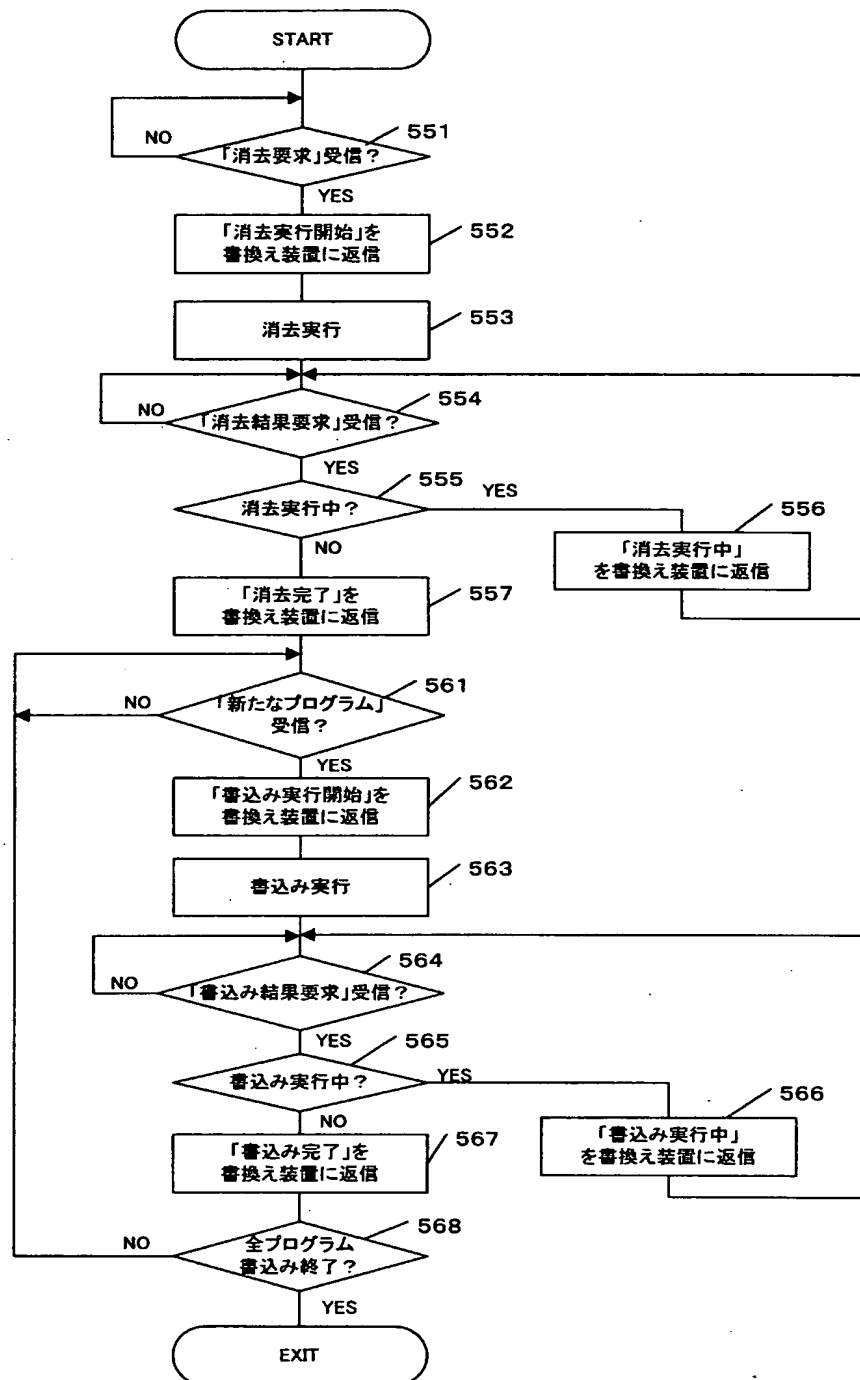 START
551
NO
「消去要求」受信？
YES
「消去実行開始」を
書換え装置に返信
552
消去実行
553
NO
554
「消去結果要求」受信？
YES
555
消去実行中？
YES
NO
556
「消去実行中」
を書換え装置に返信
「消去完了」を
書換え装置に返信
557
NO
561
「新たなプログラム」
受信？
YES
「書込み実行開始」を
書換え装置に返信
562
書込み実行
563
564
NO
「書込み結果要求」受信？
YES
565
書込み実行中？
YES
NO
566
「書込み実行中」
を書換え装置に返信
「書込み完了」を
書換え装置に返信
567
568
NO
全プログラム
書込み終了？
YES
EXIT